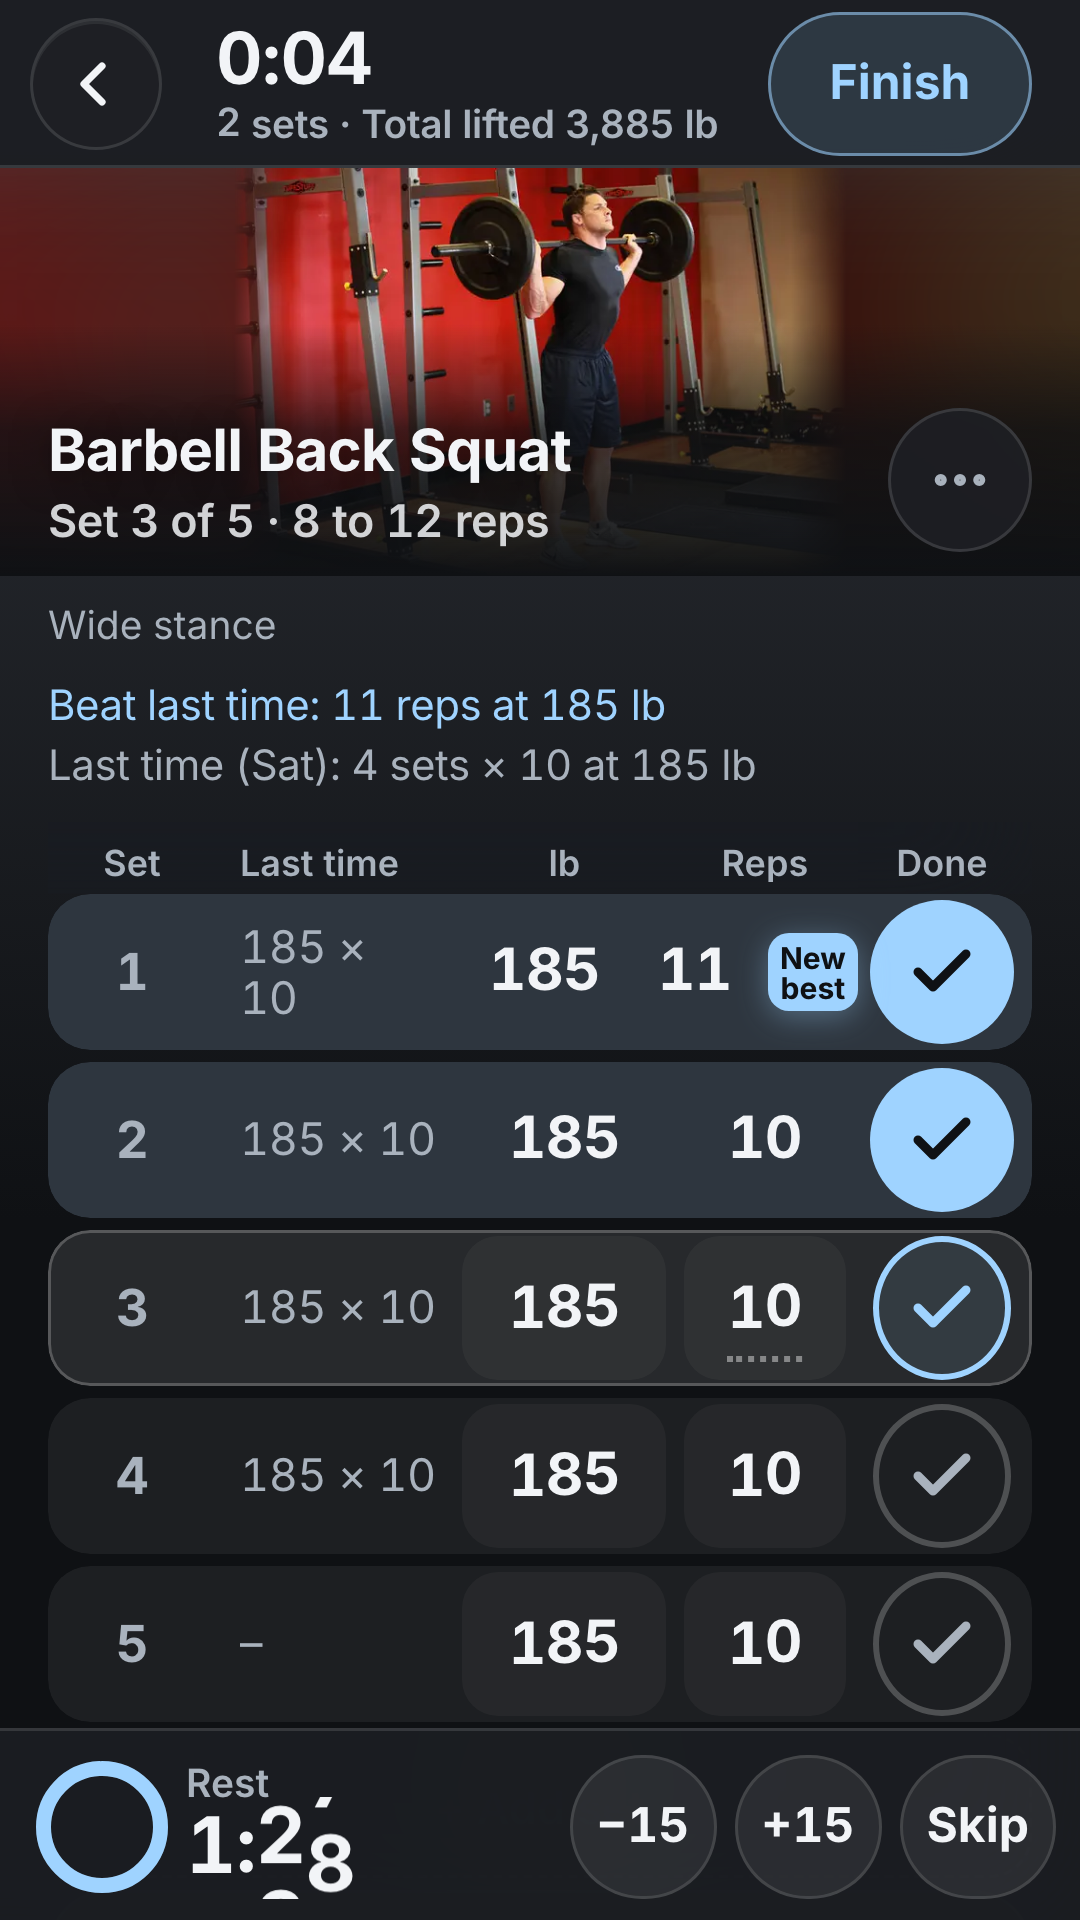 0:04
2 sets · Total lifted 3,885 lb
Finish
Barbell Back Squat
Set 3 of 5 · 8 to 12 reps
Wide stance
Beat last time: 11 reps at 185 lb
Last time (Sat): 4 sets × 10 at 185 lb
Set Last time lb Reps Done
1 185 × 10 185 11 New best
2 185 × 10 185 10
3 185 × 10 185 10
4 185 × 10 185 10
5 – 185 10
Rest
1:28
−15 +15 Skip